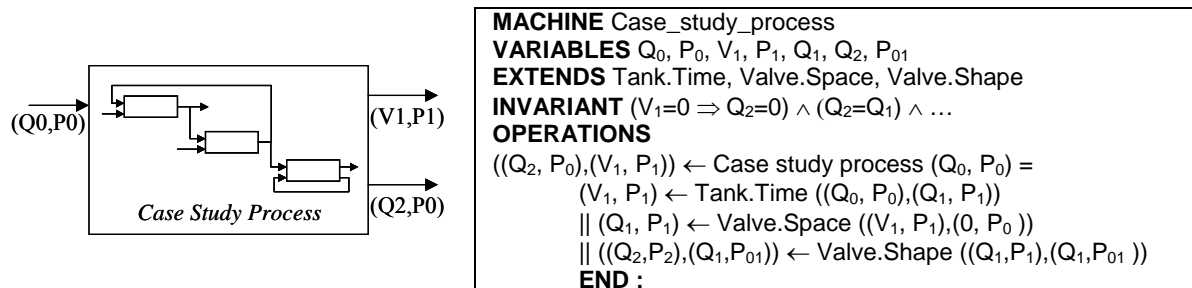 (Q0,P0)
(V1,P1)
(Q2,P0)
Case Study Process
MACHINE Case_study_process
VARIABLES Q₀, P₀, V₁, P₁, Q₁, Q₂, P₀₁
EXTENDS Tank.Time, Valve.Space, Valve.Shape
INVARIANT (V₁=0 ⇒ Q₂=0) ∧ (Q₂=Q₁) ∧ …
OPERATIONS
((Q₂, P₀),(V₁, P₁)) ← Case study process (Q₀, P₀) =
(V₁, P₁) ← Tank.Time ((Q₀, P₀),(Q₁, P₁))
|| (Q₁, P₁) ← Valve.Space ((V₁, P₁),(0, P₀ ))
|| ((Q₂,P₂),(Q₁,P₀₁)) ← Valve.Shape ((Q₁,P₁),(Q₁,P₀₁ ))
END :